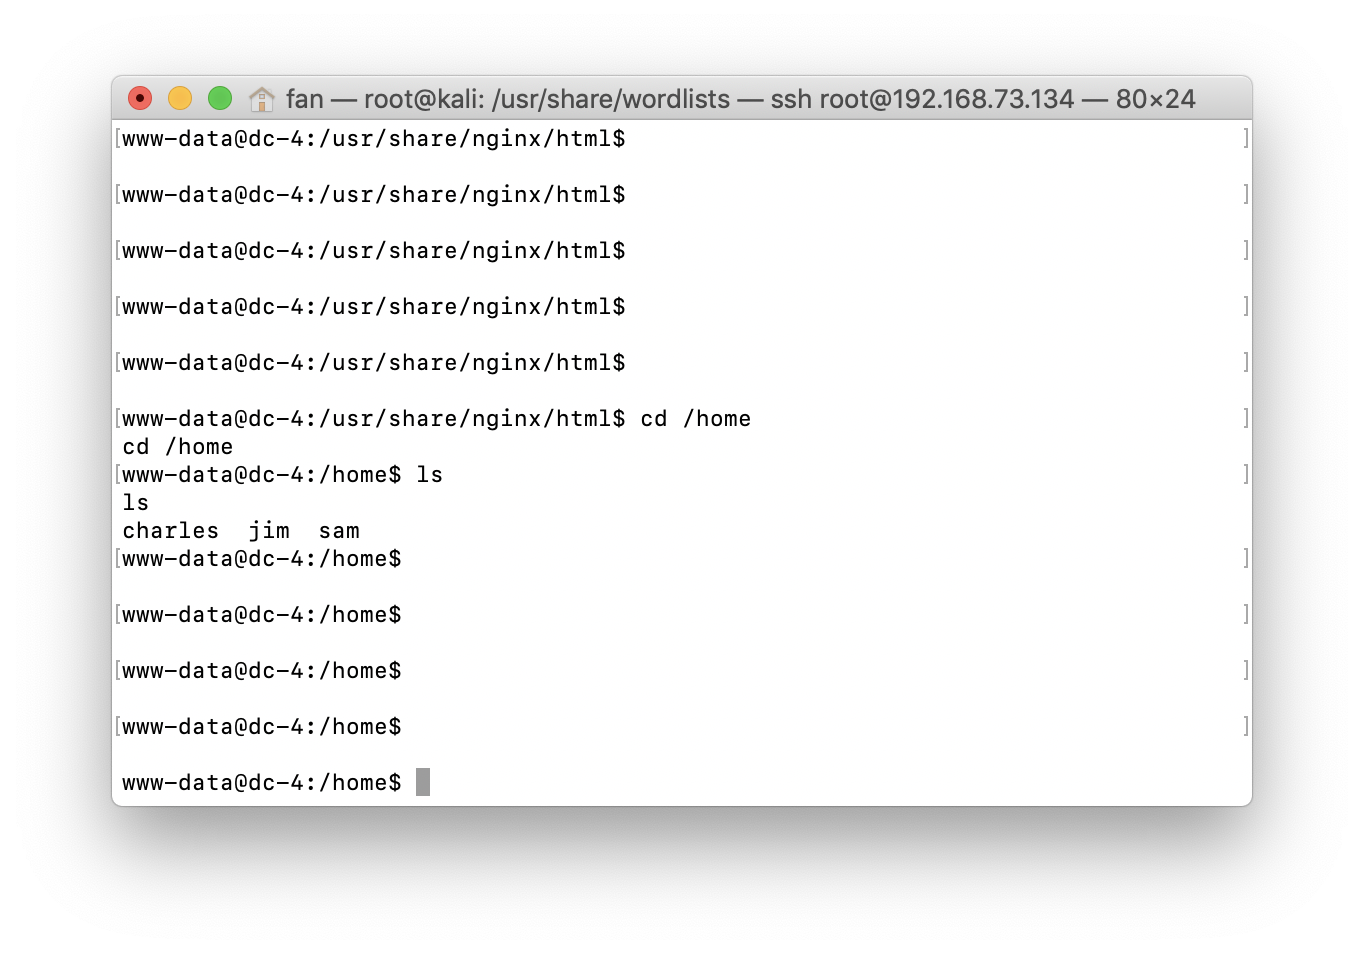 fan — root@kali: /usr/share/wordlists — ssh root@192.168.73.134 — 80×24
[www-data@dc-4:/usr/share/nginx/html$ ]
[www-data@dc-4:/usr/share/nginx/html$ ]
[www-data@dc-4:/usr/share/nginx/html$ ]
[www-data@dc-4:/usr/share/nginx/html$ ]
[www-data@dc-4:/usr/share/nginx/html$ ]
[www-data@dc-4:/usr/share/nginx/html$ cd /home ]
cd /home
[www-data@dc-4:/home$ ls ]
ls
charles  jim  sam
[www-data@dc-4:/home$ ]
[www-data@dc-4:/home$ ]
[www-data@dc-4:/home$ ]
[www-data@dc-4:/home$ ]
www-data@dc-4:/home$